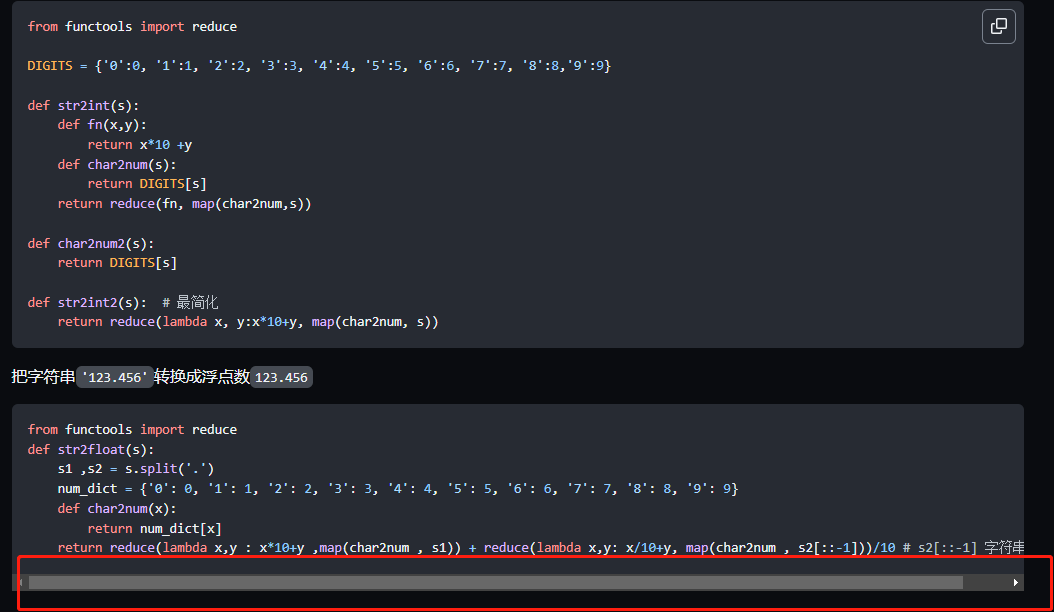 from functools import reduce
DIGITS = {'0':0, '1':1, '2':2, '3':3, '4':4, '5':5, '6':6, '7':7, '8':8,'9':9}
def str2int(s):
    def fn(x,y):
        return x*10 +y
    def char2num(s):
        return DIGITS[s]
    return reduce(fn, map(char2num,s))
def char2num2(s):
    return DIGITS[s]
def str2int2(s):  # 最简化
    return reduce(lambda x, y:x*10+y, map(char2num, s))
把字符串'123.456'转换成浮点数123.456
from functools import reduce
def str2float(s):
    s1 ,s2 = s.split('.')
    num_dict = {'0': 0, '1': 1, '2': 2, '3': 3, '4': 4, '5': 5, '6': 6, '7': 7, '8': 8, '9': 9}
    def char2num(x):
        return num_dict[x]
    return reduce(lambda x,y : x*10+y ,map(char2num , s1)) + reduce(lambda x,y: x/10+y, map(char2num , s2[::-1]))/10 # s2[::-1] 字符串